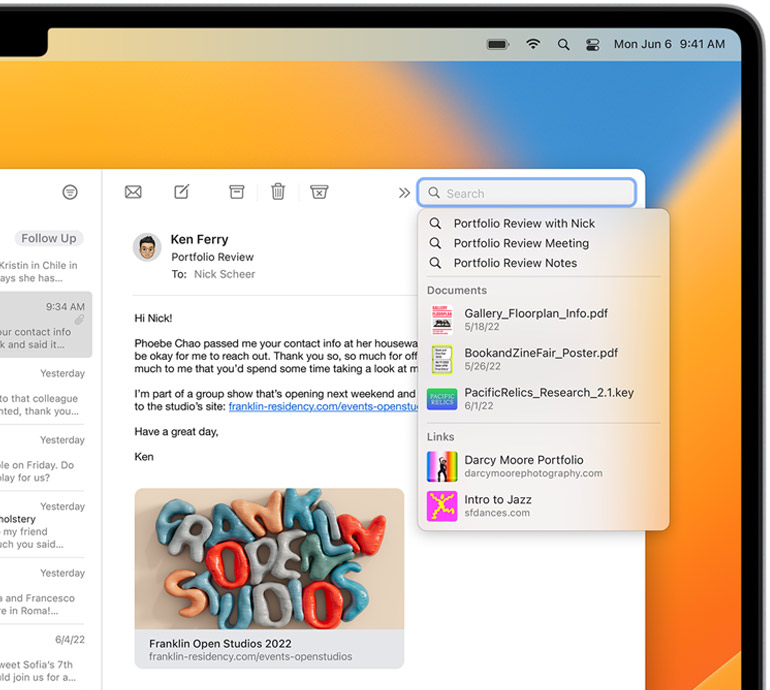 Mon Jun 6 9:41 AM
Search
Follow Up
Kristin in Chile in
ays she has...
9:34 AM
our contact info
k and said it...
Yesterday
to that colleague
nted, thank you...
Yesterday
le on Friday. Do
play for us?
Yesterday
holstery
my friend
uch you said...
Yesterday
a and Francesco
re in Roma!...
6/4/22
weet Sofia's 7th
uld join us for a...
Ken Ferry
Portfolio Review
To: Nick Scheer
Hi Nick!
Phoebe Chao passed me your contact info at her housewa
be okay for me to reach out. Thank you so, so much for off
much to me that you'd spend some time taking a look at m
I'm part of a group show that's opening next weekend and
to the studio's site: franklin-residency.com/events-openstu
Have a great day,
Ken
FRANKLIN
OPEN
STUDIOS
Franklin Open Studios 2022
franklin-residency.com/events-openstudios
Portfolio Review with Nick
Portfolio Review Meeting
Portfolio Review Notes
Documents
GALLERY
FLOORPLAN
Gallery_Floorplan_Info.pdf
5/18/22
BookandZineFair_Poster.pdf
5/26/22
PACIFIC
RELICS
PacificRelics_Research_2.1.key
6/1/22
Links
Darcy Moore Portfolio
darcymoorephotography.com
Intro to Jazz
sfdances.com